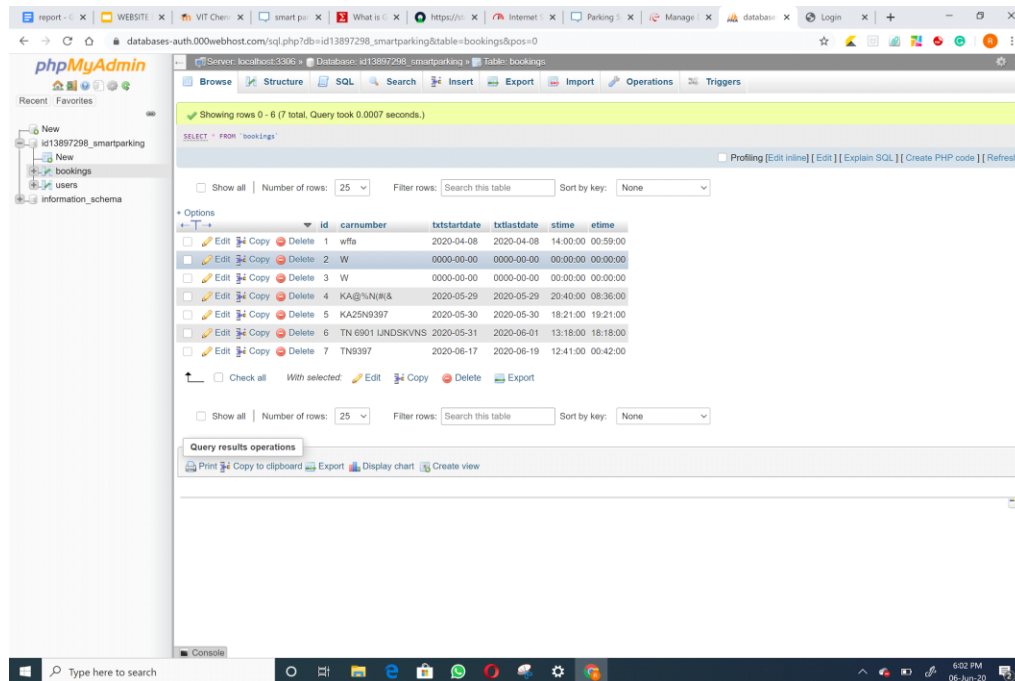 report - G
WEBSITE
VIT Chenn
smart par
What is G
https://sti
Internet S
Parking S
Manage
database
Login
databases-auth.000webhost.com/sql.php?db=id13897298_smartparking&table=bookings&pos=0
R
phpMyAdmin
Recent Favorites
New
id13897298_smartparking
New
bookings
users
information_schema
Server: localhost:3306 » Database: id13897298_smartparking » Table: bookings
Browse Structure SQL Search Insert Export Import Operations Triggers
Showing rows 0 - 6 (7 total, Query took 0.0007 seconds.)
SELECT * FROM `bookings`
Profiling [Edit inline] [ Edit ] [ Explain SQL ] [ Create PHP code ] [ Refresh
Show all | Number of rows: 25 Filter rows: Search this table Sort by key: None
+ Options
←T→ id carnumber txtstartdate txtlastdate stime etime
Edit Copy Delete 1 wffa 2020-04-08 2020-04-08 14:00:00 00:59:00
Edit Copy Delete 2 W 0000-00-00 0000-00-00 00:00:00 00:00:00
Edit Copy Delete 3 W 0000-00-00 0000-00-00 00:00:00 00:00:00
Edit Copy Delete 4 KA@%N(#(& 2020-05-29 2020-05-29 20:40:00 08:36:00
Edit Copy Delete 5 KA25N9397 2020-05-30 2020-05-30 18:21:00 19:21:00
Edit Copy Delete 6 TN 6901 IJNDSKVNS 2020-05-31 2020-06-01 13:18:00 18:18:00
Edit Copy Delete 7 TN9397 2020-06-17 2020-06-19 12:41:00 00:42:00
Check all With selected: Edit Copy Delete Export
Show all | Number of rows: 25 Filter rows: Search this table Sort by key: None
Query results operations
Print Copy to clipboard Export Display chart Create view
Console
Type here to search
6:02 PM
06-Jun-20